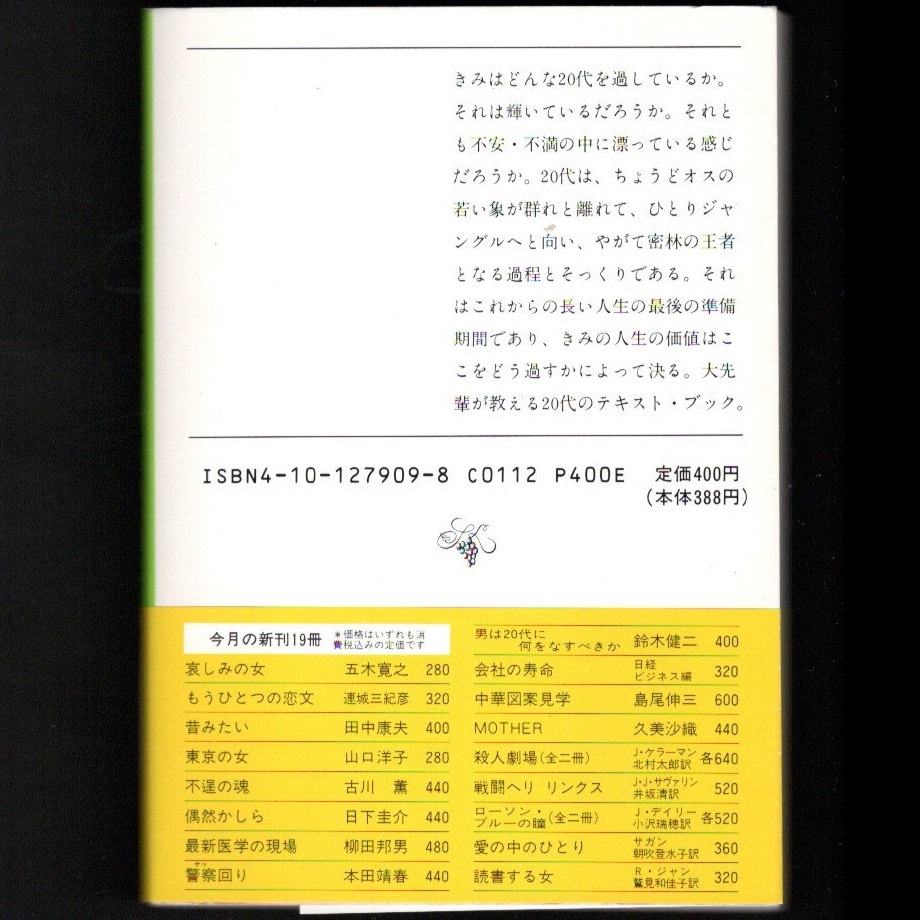 きみはどんな20代を過しているか。
それは輝いているだろうか。それと
も不安・不満の中に漂っている感じ
だろうか。20代は、ちょうどオスの
若い象が群れと離れて、ひとりジャ
ングルへと向い、やがて密林の王者
となる過程とそっくりである。それ
はこれからの長い人生の最後の準備
期間であり、きみの人生の価値はこ
こをどう過すかによって決る。大先
輩が教える20代のテキスト・ブック。
ISBN4-10-127909-8 C0112 P400E 定価400円
(本体388円)
今月の新刊19冊 *価格はいずれも消
費税込みの定価です
哀しみの女 五木寛之 280
もうひとつの恋文 連城三紀彦 320
昔みたい 田中康夫 400
東京の女 山口洋子 280
不逞の魂 古川 薫 440
偶然かしら 日下圭介 440
最新医学の現場 柳田邦男 480
サツ
警察回り 本田靖春 440
男は20代に
何をなすべきか 鈴木健二 400
会社の寿命 日経
ビジネス編 320
中華図案見学 島尾伸三 600
MOTHER 久美沙織 440
殺人劇場(全二冊) J・ケラーマン
北村太郎訳 各640
戦闘ヘリ リンクス J・J・サヴァリン
井坂清訳 520
ローソン・
ブルーの瞳(全二冊) J・デイリー
小沢瑞穂訳 各520
愛の中のひとり サガン
朝吹登水子訳 360
読書する女 R・ジャン
鷲見和佳子訳 320